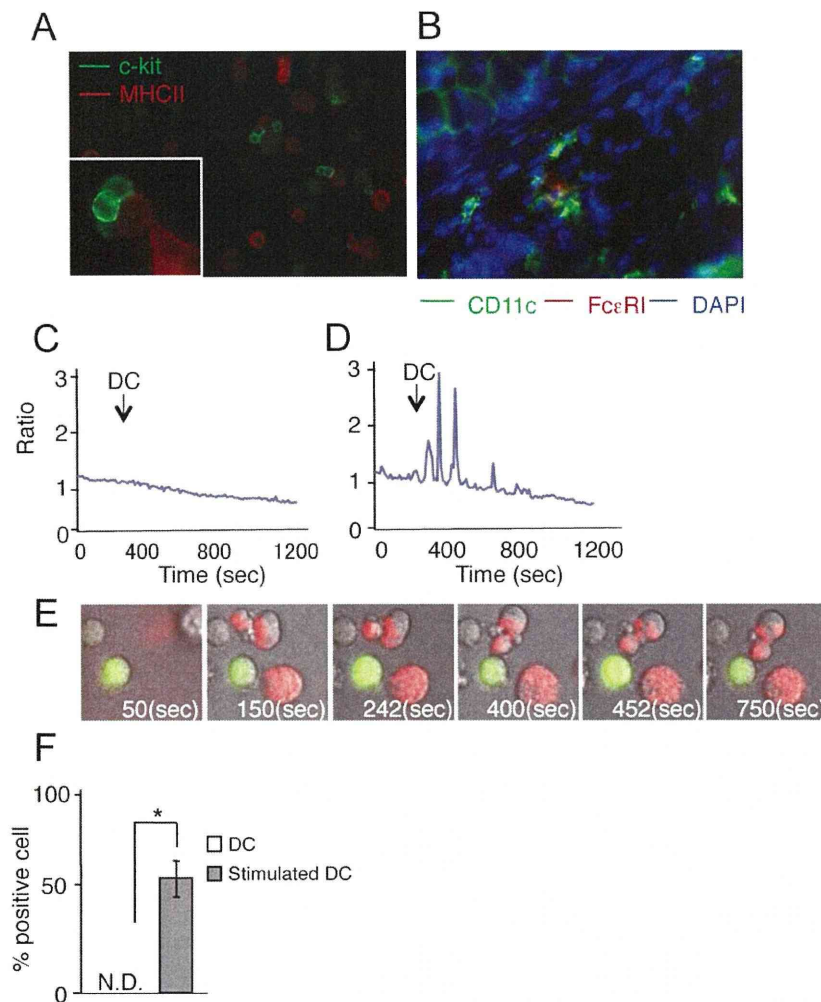 A
c-kit
MHCII
B
CD11c FcεRI DAPI
C
Ratio
3
2
1
0
DC
0 400 800 1200
Time (sec)
D
3
2
1
0
DC
0 400 800 1200
Time (sec)
E
50(sec) 150(sec) 242(sec) 400(sec) 452(sec) 750(sec)
F
% positive cell
100
50
0
*
N.D.
DC
Stimulated DC